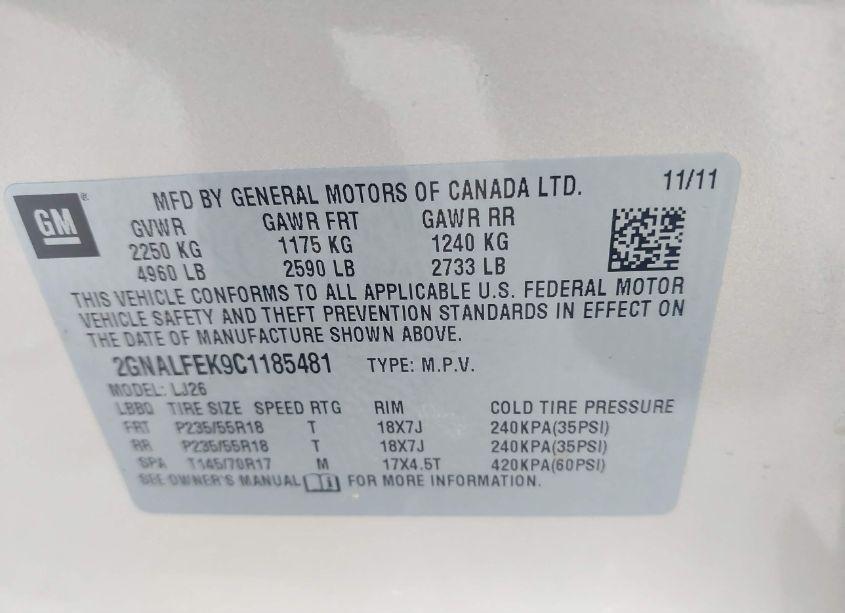 GM®
MFD BY GENERAL MOTORS OF CANADA LTD. 11/11
GVWR GAWR FRT GAWR RR
2250 KG 1175 KG 1240 KG
4960 LB 2590 LB 2733 LB
THIS VEHICLE CONFORMS TO ALL APPLICABLE U.S. FEDERAL MOTOR
VEHICLE SAFETY AND THEFT PREVENTION STANDARDS IN EFFECT ON
THE DATE OF MANUFACTURE SHOWN ABOVE.
2GNALFEK9C1185481 TYPE: M.P.V.
MODEL: LJ26
LBBQ TIRE SIZE SPEED RTG RIM COLD TIRE PRESSURE
FRT P235/55R18 T 18X7J 240KPA(35PSI)
RR P235/55R18 T 18X7J 240KPA(35PSI)
SPA T145/70R17 M 17X4.5T 420KPA(60PSI)
SEE OWNER'S MANUAL FOR MORE INFORMATION.